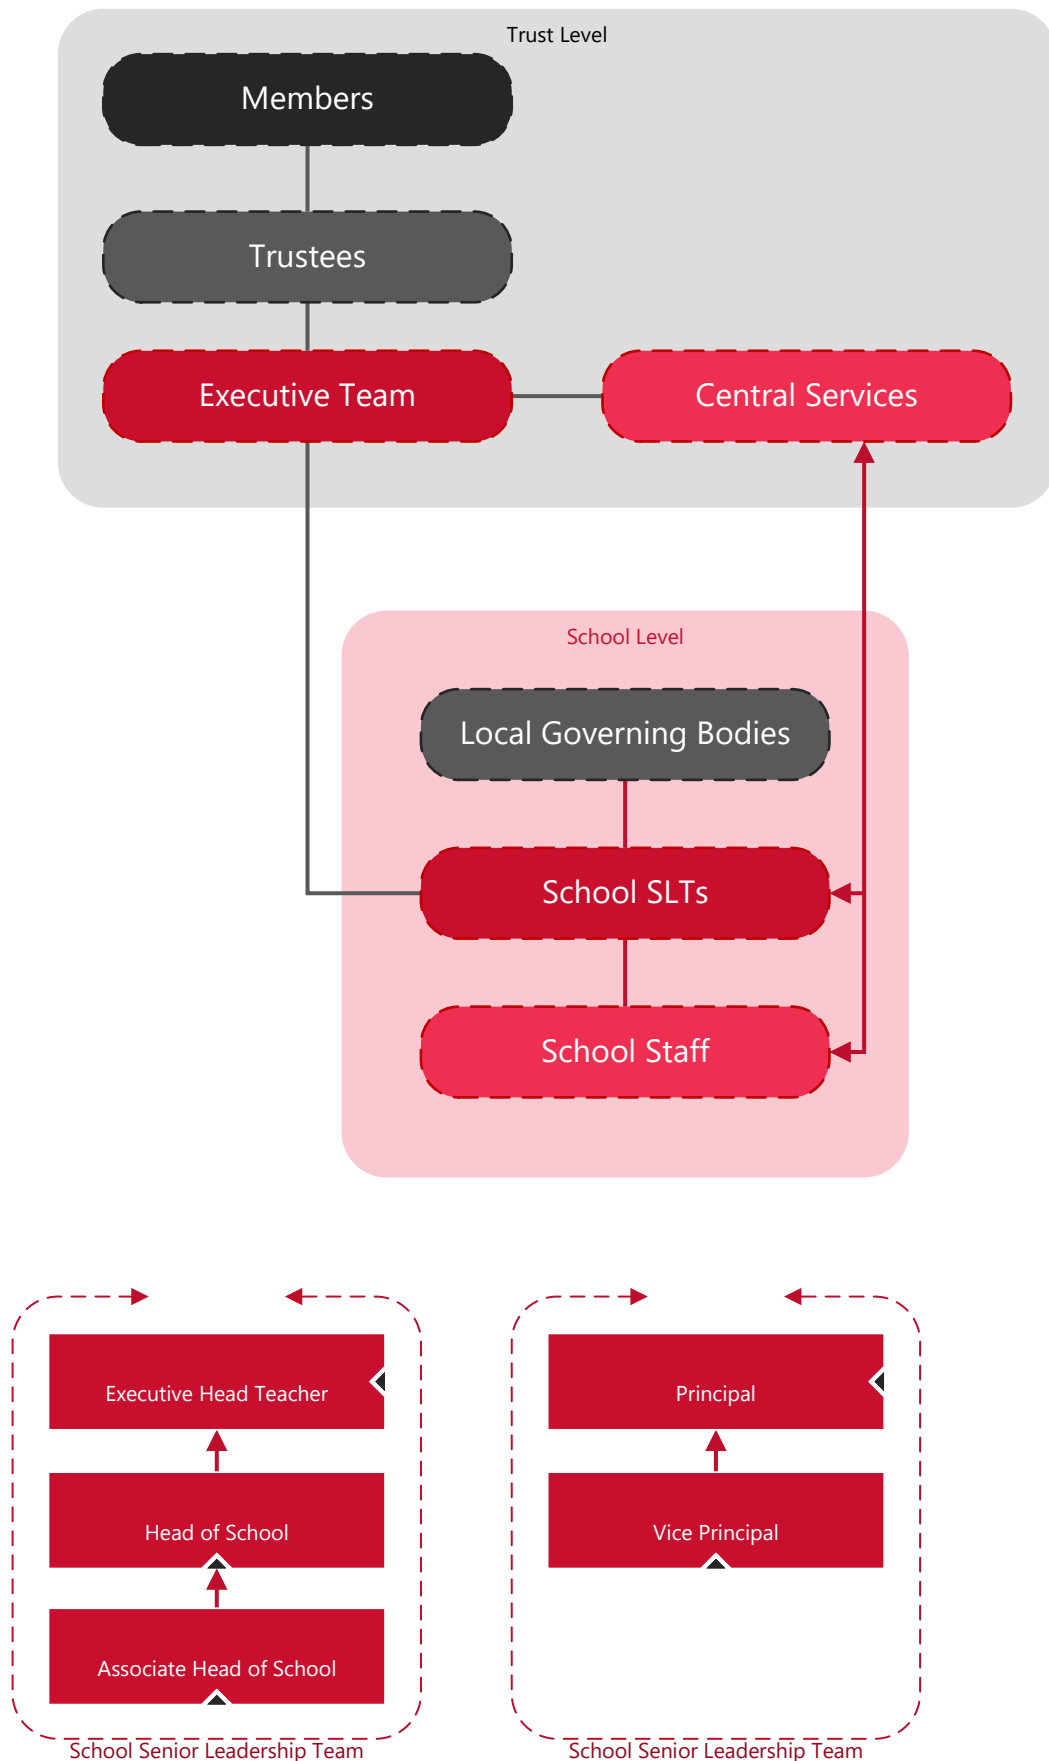 Trust Level
Members
Trustees
Executive Team
Central Services
School Level
Local Governing Bodies
School SLTs
School Staff
Executive Head Teacher
Head of School
Associate Head of School
School Senior Leadership Team
Principal
Vice Principal
School Senior Leadership Team